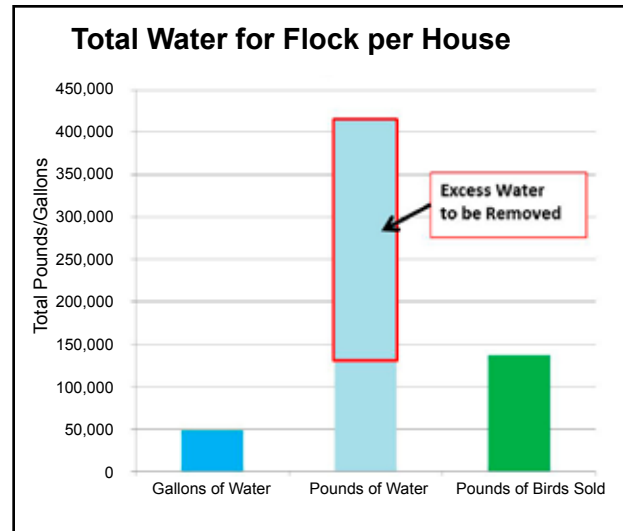 Total Water for Flock per House
Total Pounds/Gallons
450,000
400,000
350,000
300,000
250,000
200,000
150,000
100,000
50,000
0
Excess Water
to be Removed
Gallons of Water
Pounds of Water
Pounds of Birds Sold